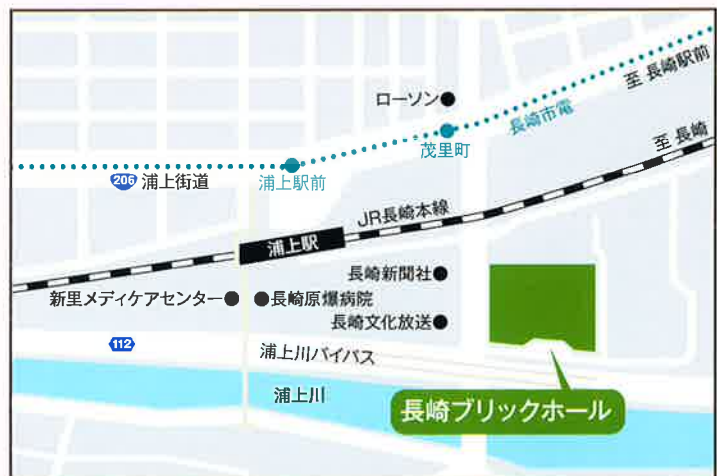 至 長崎駅前
ローソン
長崎市電
茂里町
至 長崎
206 浦上街道
浦上駅前
JR長崎本線
浦上駅
長崎新聞社
新里メディケアセンター
長崎原爆病院
長崎文化放送
112
浦上川バイパス
浦上川
長崎ブリックホール